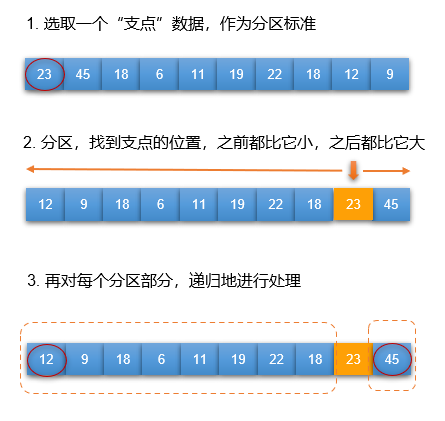 1. 选取一个“支点”数据，作为分区标准
23 45 18 6 11 19 22 18 12 9
2. 分区，找到支点的位置，之前都比它小，之后都比它大
12 9 18 6 11 19 22 18 23 45
3. 再对每个分区部分，递归地进行处理
12 9 18 6 11 19 22 18 23 45